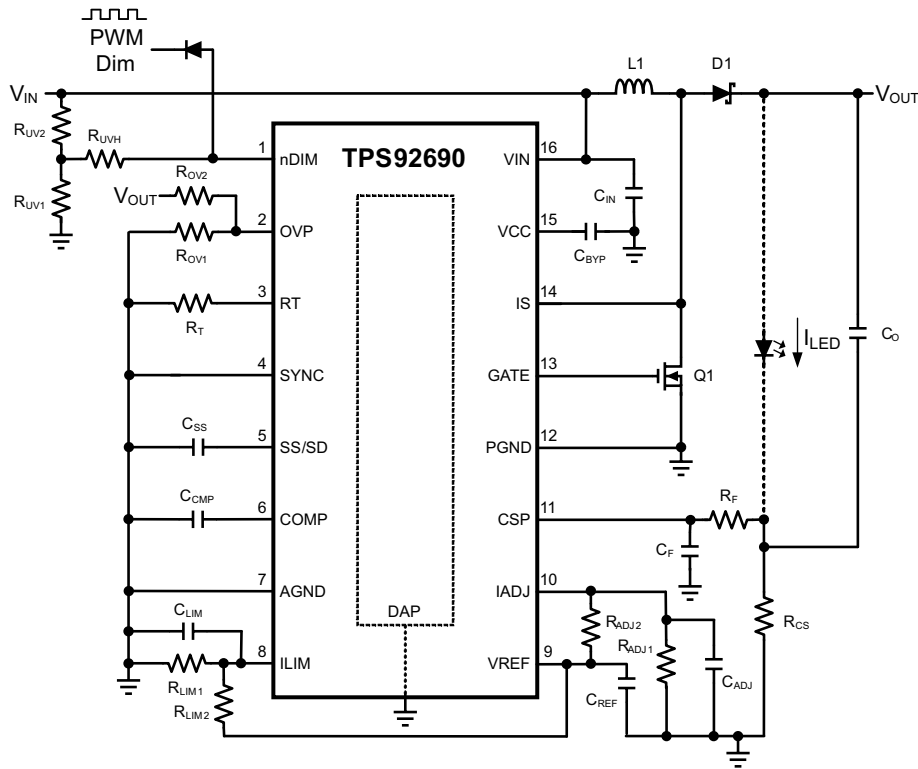 PWM
Dim
L1
D1
VIN
VOUT
RUV2
RUVH
1
nDIM
TPS92690
VIN
16
ROV2
CIN
RUV1
VOUT
2
OVP
VCC
15
ROV1
CBYP
3
RT
IS
14
RT
ILED
CO
4
SYNC
GATE
13
Q1
CSS
5
SS/SD
PGND
12
CCMP
6
COMP
CSP
11
RF
CF
7
AGND
IADJ
10
CLIM
DAP
RADJ2
RCS
8
ILIM
VREF
9
RADJ1
RLIM1
CREF
CADJ
RLIM2